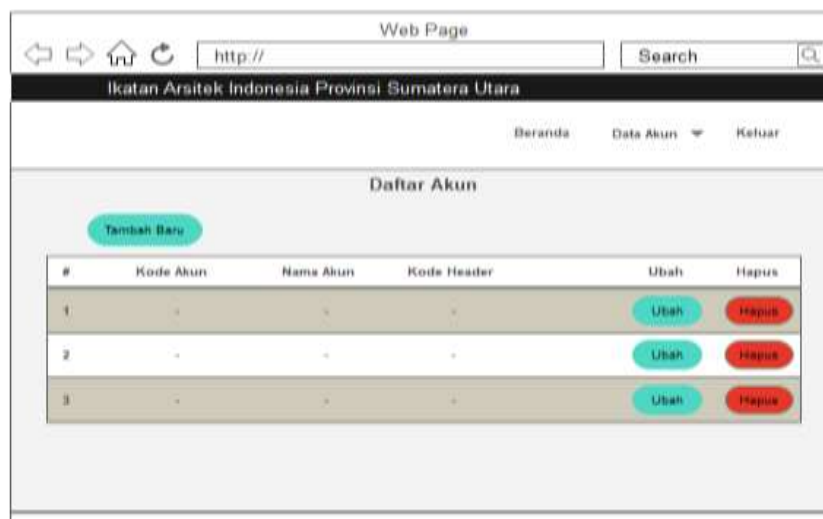 Web Page
http:// Search
Ikatan Arsitek Indonesia Provinsi Sumatera Utara
Beranda Data Akun Keluar
Daftar Akun
Tambah Baru
# Kode Akun Nama Akun Kode Header Ubah Hapus
1 - - - Ubah Hapus
2 - - - Ubah Hapus
3 - - - Ubah Hapus